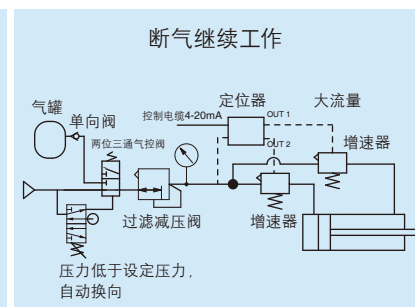 断气继续工作
气罐
单向阀
两位三通气控阀
控制电缆4-20mA
定位器
OUT 1
OUT 2
大流量
增速器
过滤减压阀
增速器
压力低于设定压力,
自动换向